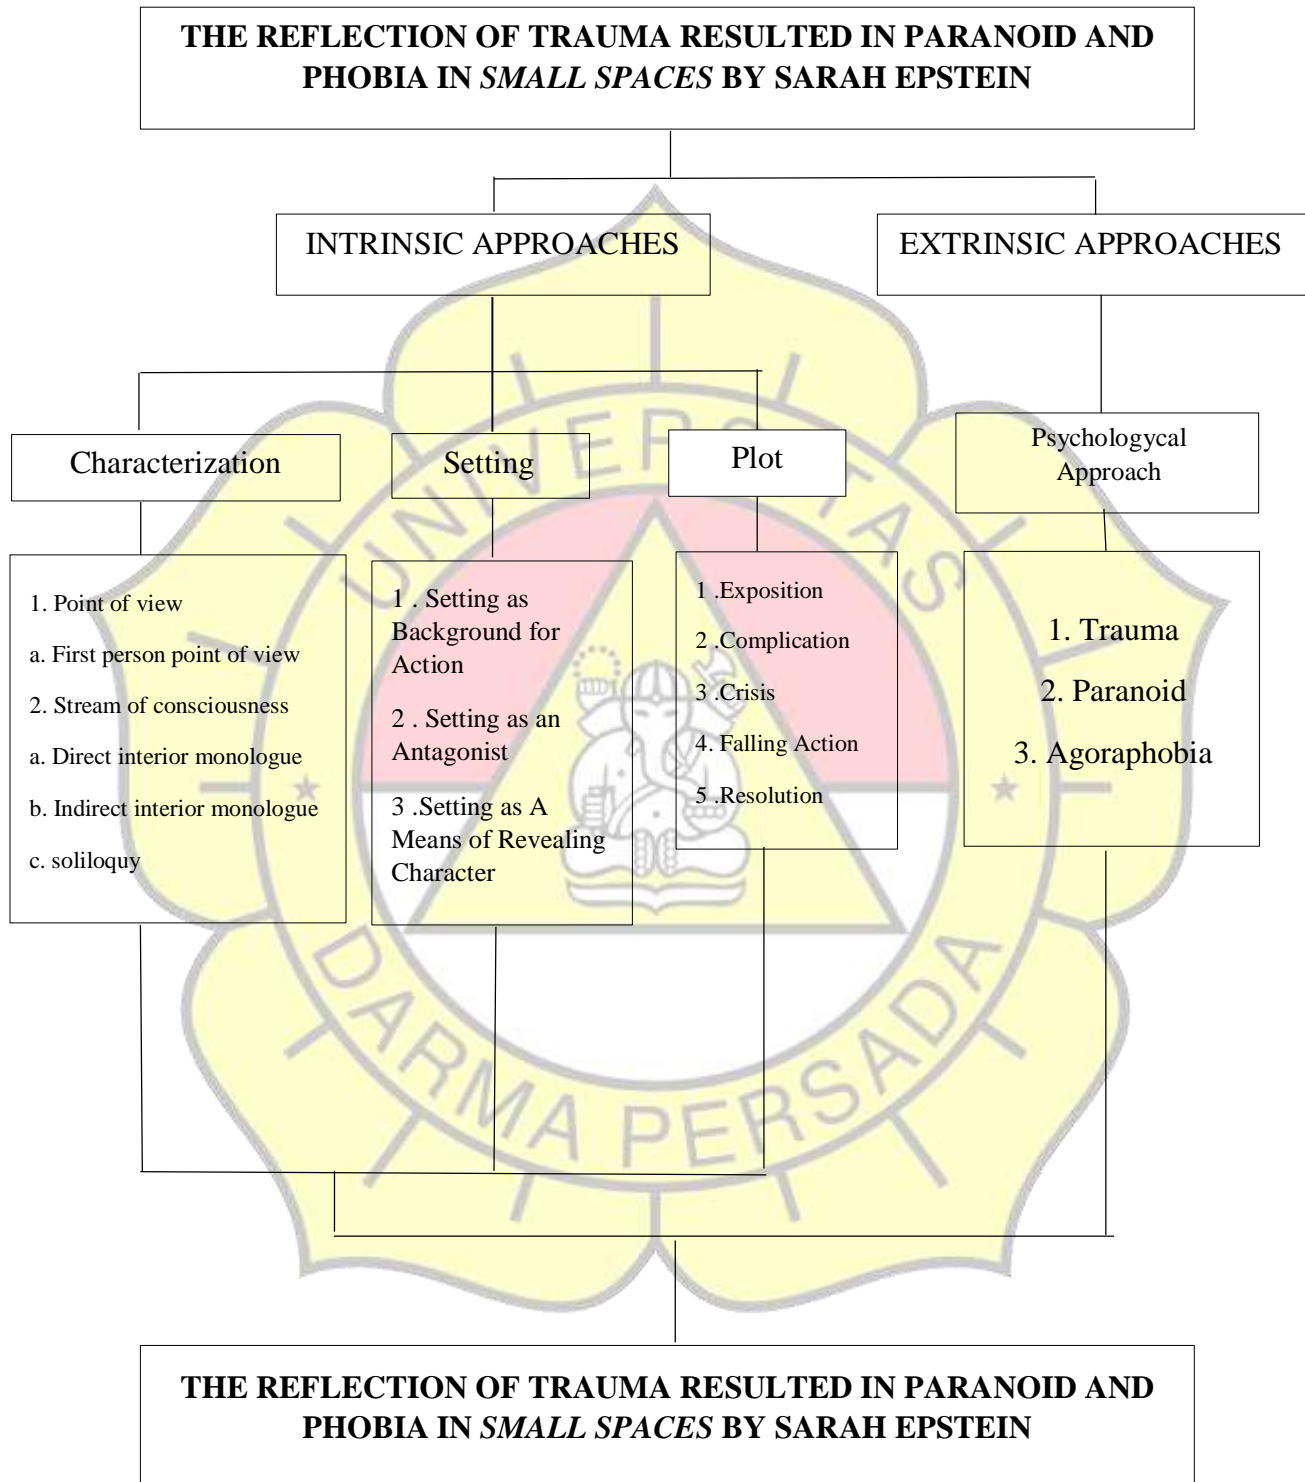 THE REFLECTION OF TRAUMA RESULTED IN PARANOID AND
PHOBIA IN SMALL SPACES BY SARAH EPSTEIN
INTRINSIC APPROACHES
EXTRINSIC APPROACHES
Characterization
Setting
Plot
Psychologycal
Approach
1. Point of view
a. First person point of view
2. Stream of consciousness
a. Direct interior monologue
b. Indirect interior monologue
c. soliloquy
1 . Setting as
Background for
Action
2 . Setting as an
Antagonist
3 .Setting as A
Means of Revealing
Character
1 .Exposition
2 .Complication
3 .Crisis
4. Falling Action
5 .Resolution
1. Trauma
2. Paranoid
3. Agoraphobia
UNIVERSITAS
DARMA PERSADA
THE REFLECTION OF TRAUMA RESULTED IN PARANOID AND
PHOBIA IN SMALL SPACES BY SARAH EPSTEIN